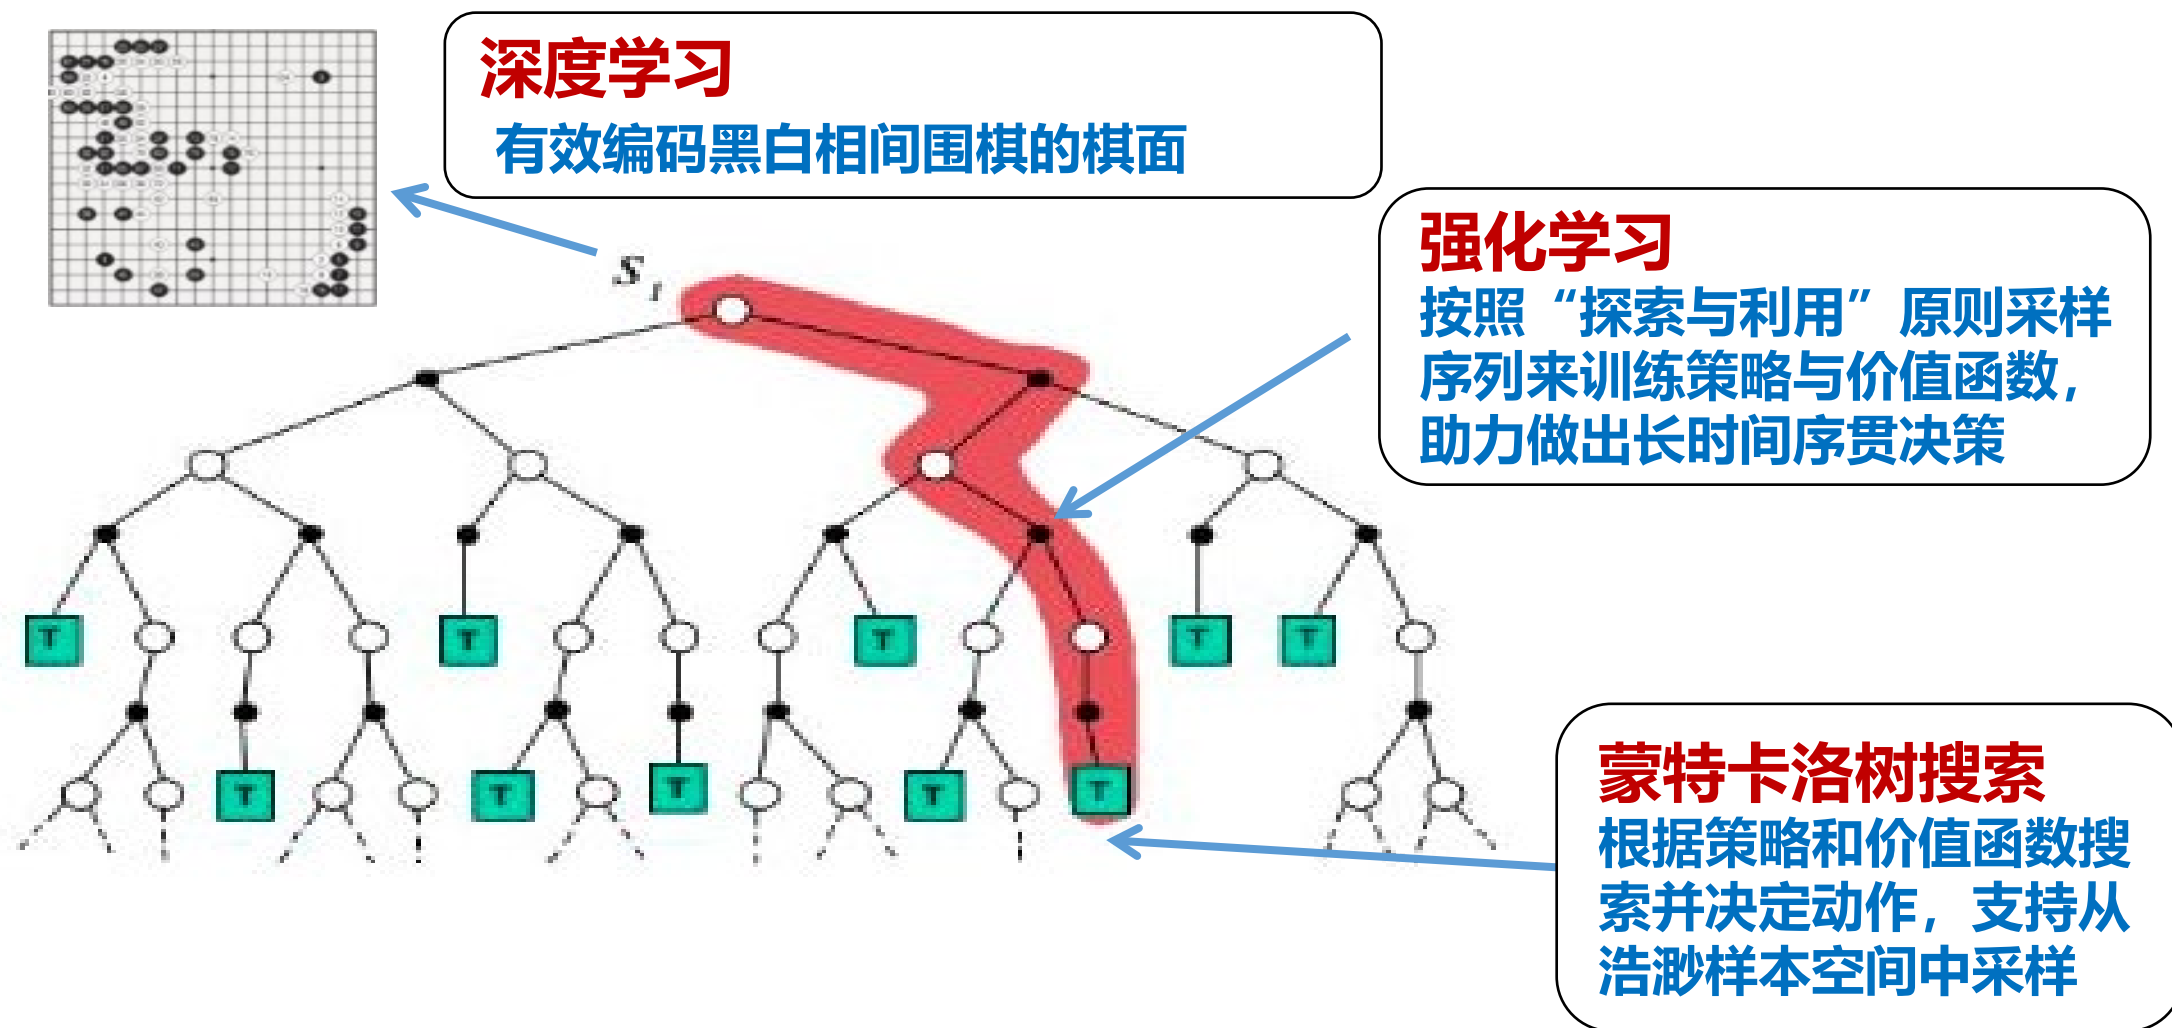 深度学习
有效编码黑白相间围棋的棋面
强化学习
按照“探索与利用”原则采样
序列来训练策略与价值函数，
助力做出长时间序贯决策
S t
T
T
T
T
T
T
T
T
T
T
T
蒙特卡洛树搜索
根据策略和价值函数搜
索并决定动作，支持从
浩渺样本空间中采样